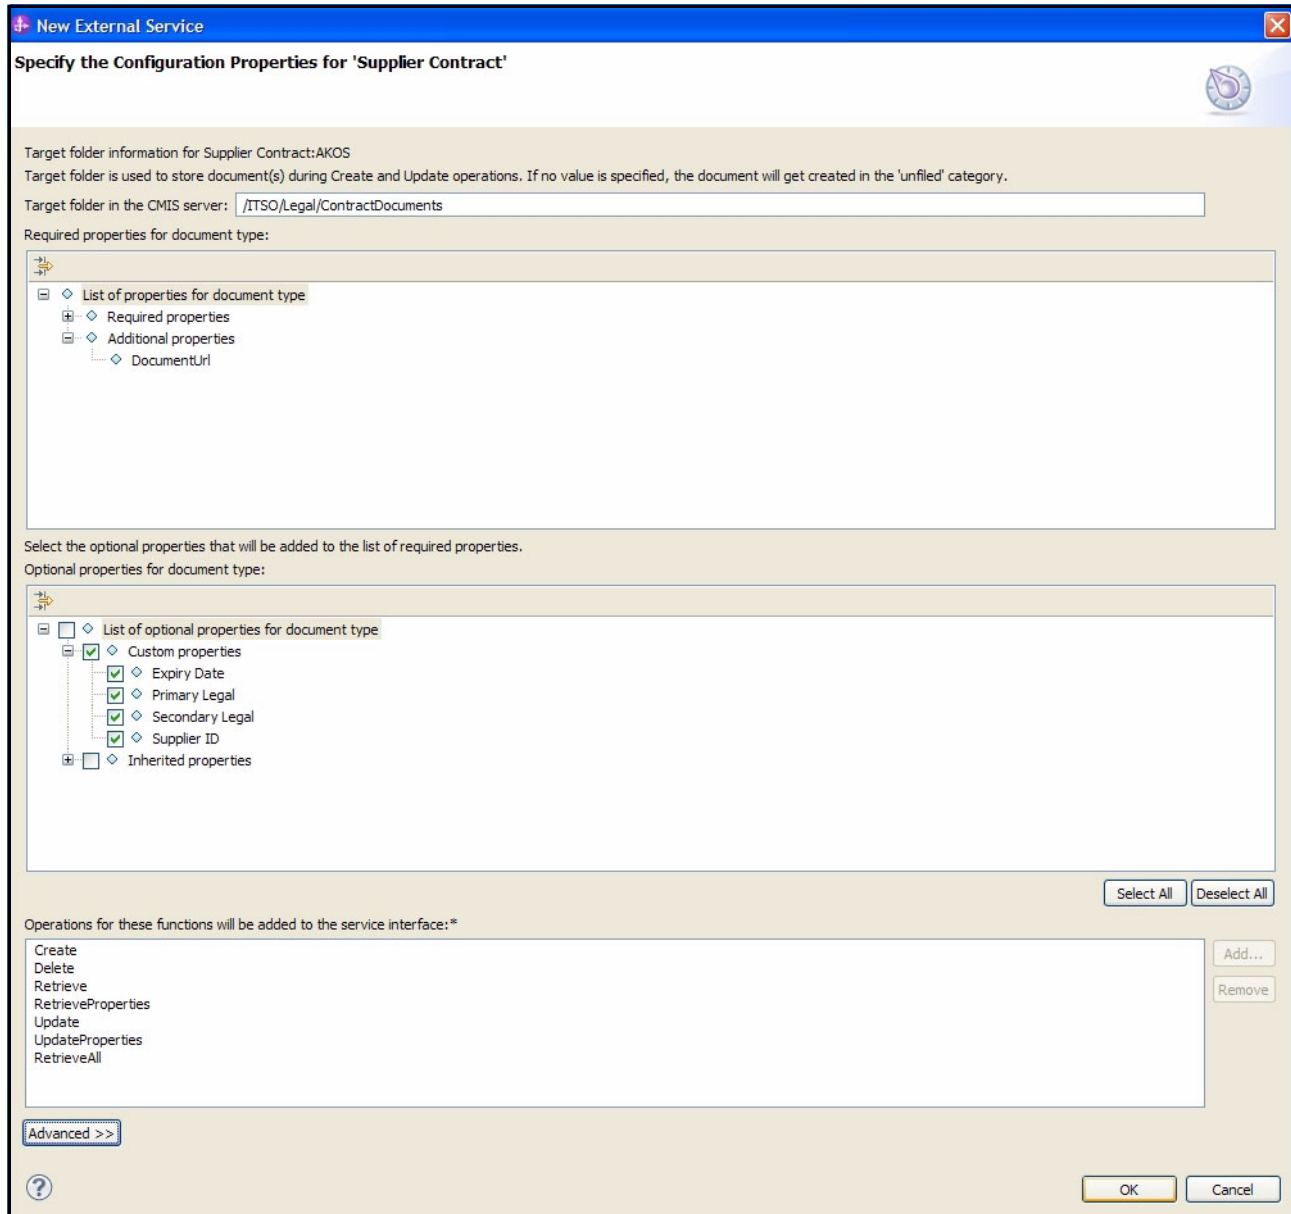 New External Service
Specify the Configuration Properties for 'Supplier Contract'
Target folder information for Supplier Contract:AKOS
Target folder is used to store document(s) during Create and Update operations. If no value is specified, the document will get created in the 'unfiled' category.
Target folder in the CMIS server: /ITSO/Legal/ContractDocuments
Required properties for document type:
List of properties for document type
Required properties
Additional properties
DocumentUrl
Select the optional properties that will be added to the list of required properties.
Optional properties for document type:
List of optional properties for document type
Custom properties
Expiry Date
Primary Legal
Secondary Legal
Supplier ID
Inherited properties
Select All Deselect All
Operations for these functions will be added to the service interface:*
Create
Add...
Delete
Retrieve
Remove
RetrieveProperties
Update
UpdateProperties
RetrieveAll
Advanced >>
? OK Cancel